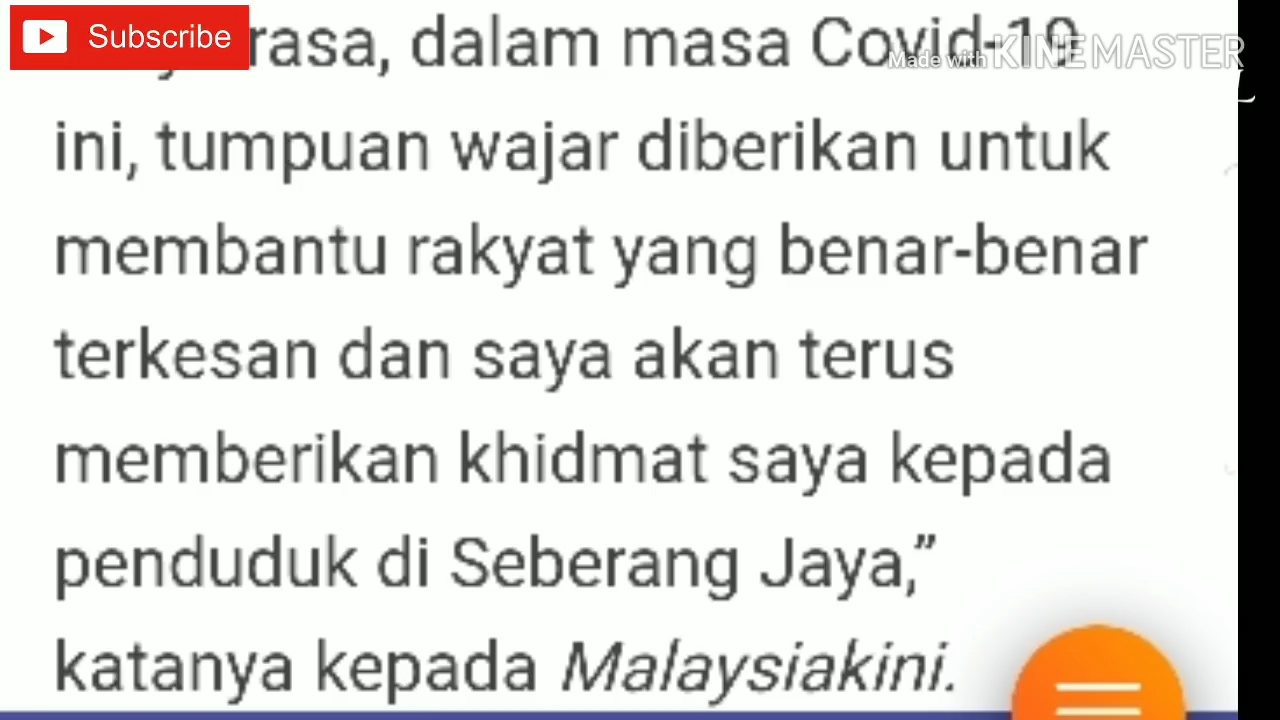 Subscribe
rasa, dalam masa Covid-19
Made with KINEMASTER
ini, tumpuan wajar diberikan untuk
membantu rakyat yang benar-benar
terkesan dan saya akan terus
memberikan khidmat saya kepada
penduduk di Seberang Jaya,”
katanya kepada Malaysiakini.